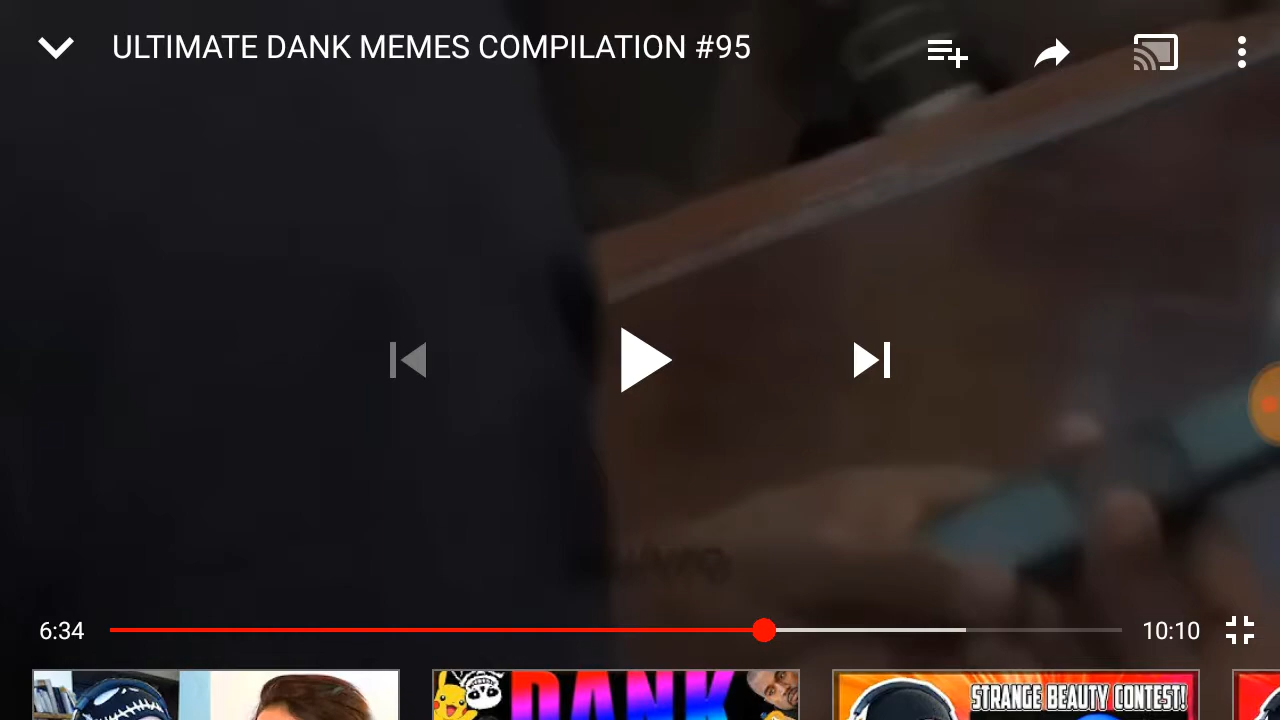 ULTIMATE DANK MEMES COMPILATION #95
6:34
10:10
DANK
STRANGE BEAUTY CONTEST!